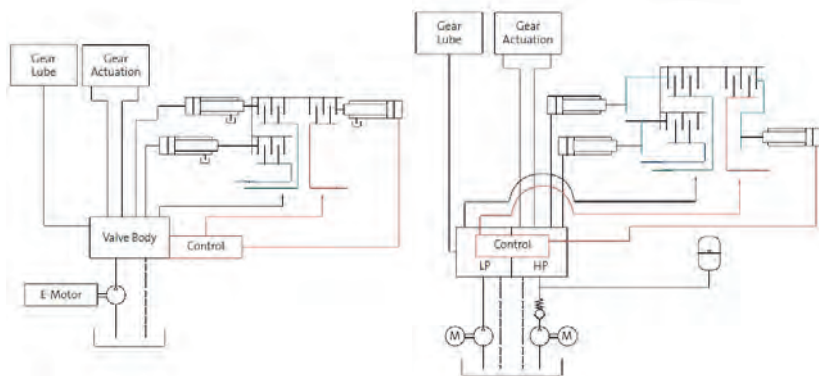 Gear
Lube
Gear
Actuation
Valve Body
Control
E-Motor
Gear
Lube
Gear
Actuation
Control
LP
HP
M
M